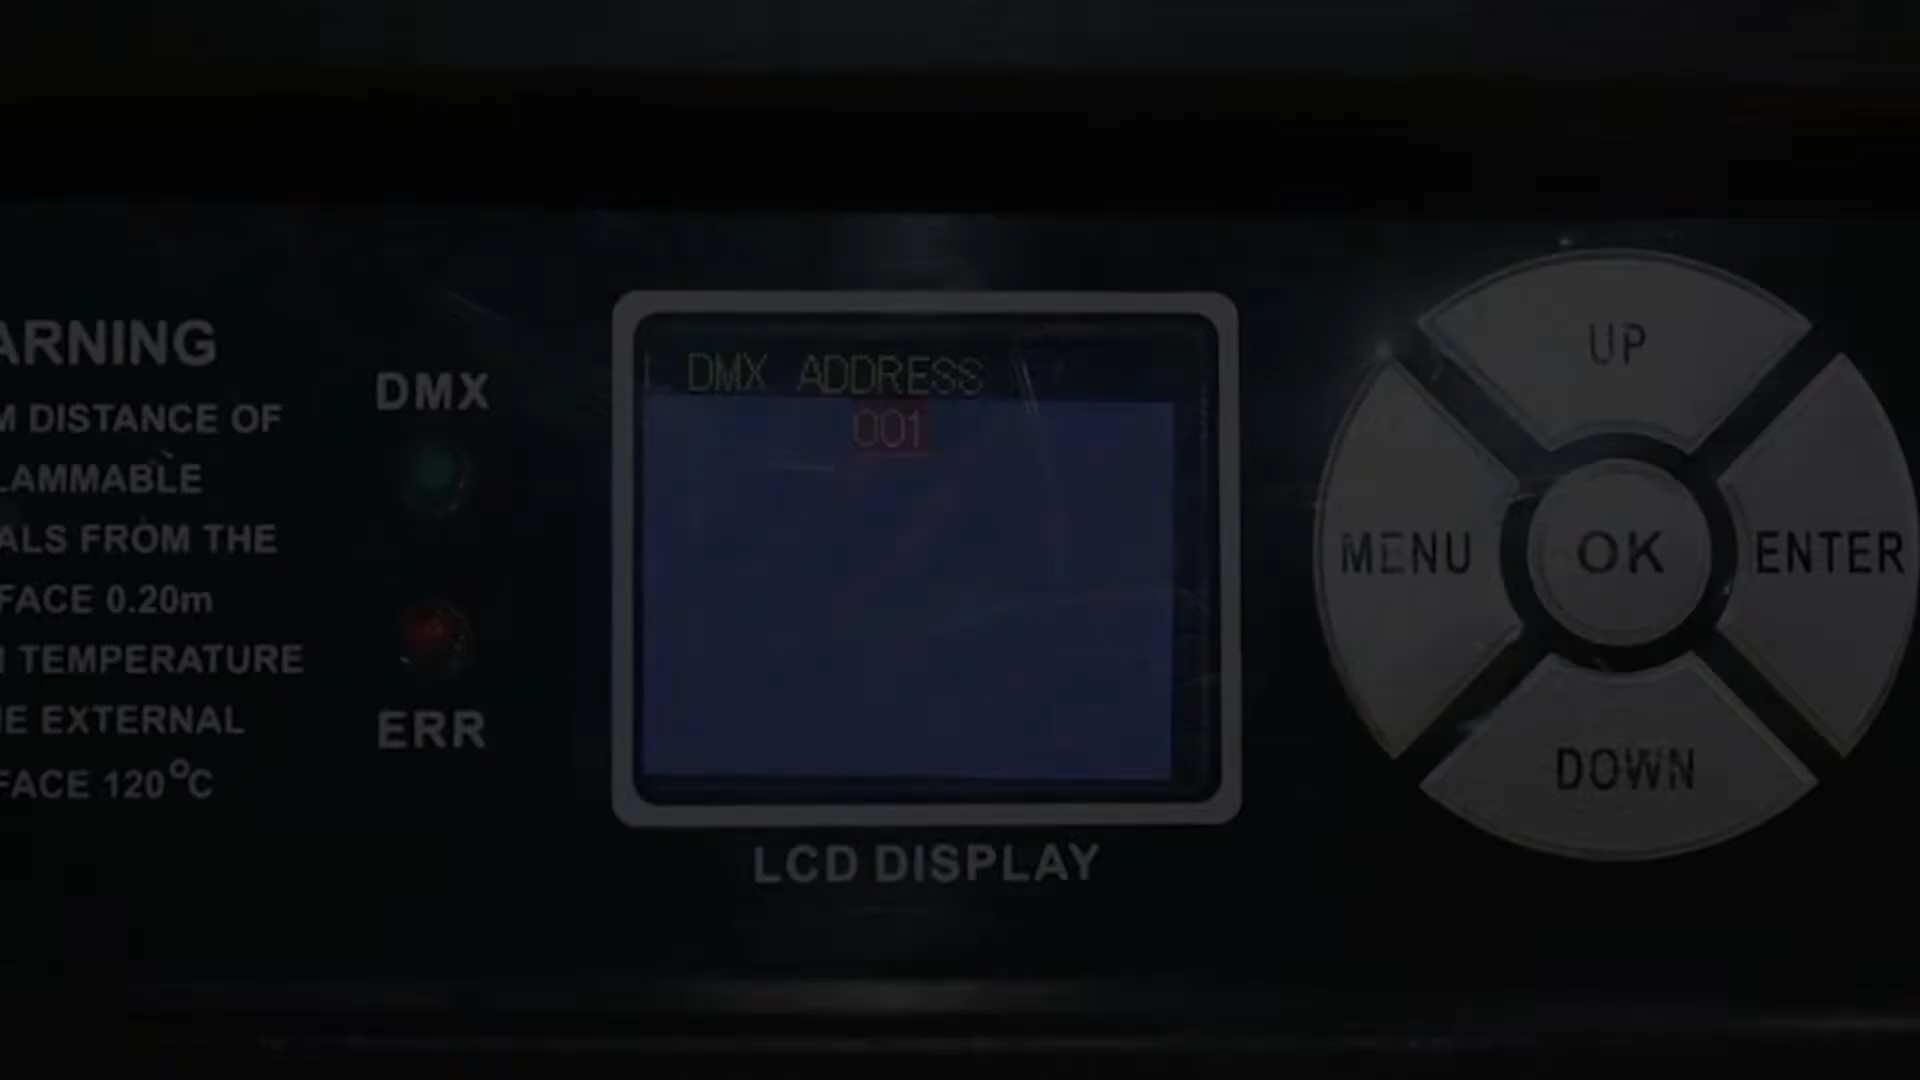 ARNING
M DISTANCE OF
LAMMABLE
ALS FROM THE
FACE 0.20m
TEMPERATURE
E EXTERNAL
FACE 120°C
DMX
ERR
1. DMX ADDRESS
001
LCD DISPLAY
UP
MENU
OK
ENTER
DOWN